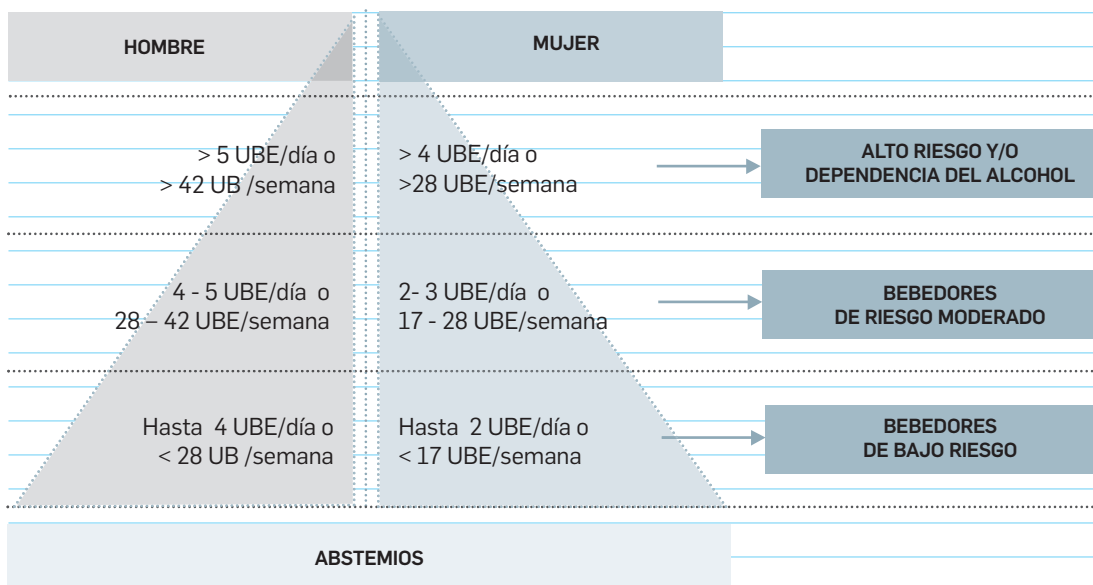 HOMBRE
MUJER
> 5 UBE/día o
> 42 UB /semana
> 4 UBE/día o
>28 UBE/semana
ALTO RIESGO Y/O
DEPENDENCIA DEL ALCOHOL
4 - 5 UBE/día o
28 – 42 UBE/semana
2- 3 UBE/día o
17 - 28 UBE/semana
BEBEDORES
DE RIESGO MODERADO
Hasta 4 UBE/día o
< 28 UB /semana
Hasta 2 UBE/día o
< 17 UBE/semana
BEBEDORES
DE BAJO RIESGO
ABSTEMIOS